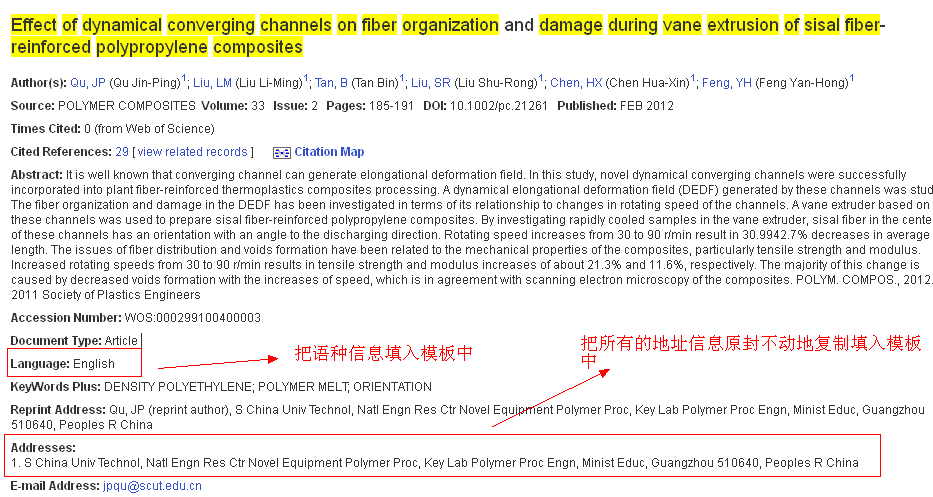 Effect of dynamical converging channels on fiber organization and damage during vane extrusion of sisal fiber-
reinforced polypropylene composites
Author(s): Qu, JP (Qu Jin-Ping)1; Liu, LM (Liu Li-Ming)1; Tan, B (Tan Bin)1; Liu, SR (Liu Shu-Rong)1; Chen, HX (Chen Hua-Xin)1; Feng, YH (Feng Yan-Hong)1
Source: POLYMER COMPOSITES Volume: 33 Issue: 2 Pages: 185-191 DOI: 10.1002/pc.21261 Published: FEB 2012
Times Cited: 0 (from Web of Science)
Cited References: 29 [ view related records ] Citation Map
Abstract: It is well known that converging channel can generate elongational deformation field. In this study, novel dynamical converging channels were successfully
incorporated into plant fiber-reinforced thermoplastics composites processing. A dynamical elongational deformation field (DEDF) generated by these channels was stud
The fiber organization and damage in the DEDF has been investigated in terms of its relationship to changes in rotating speed of the channels. A vane extruder based on
these channels was used to prepare sisal fiber-reinforced polypropylene composites. By investigating rapidly cooled samples in the vane extruder, sisal fiber in the cente
of these channels has an orientation with an angle to the discharging direction. Rotating speed increases from 30 to 90 r/min result in 30.9942.7% decreases in average
length. The issues of fiber distribution and voids formation have been related to the mechanical properties of the composites, particularly tensile strength and modulus.
Increased rotating speeds from 30 to 90 r/min results in tensile strength and modulus increases of about 21.3% and 11.6%, respectively. The majority of this change is
caused by decreased voids formation with the increases of speed, which is in agreement with scanning electron microscopy of the composites. POLYM. COMPOS., 2012.
2011 Society of Plastics Engineers
Accession Number: WOS:000299100400003
Document Type: Article
Language: English
把语种信息填入模板中
把所有的地址信息原封不动地复制填入模板
中
KeyWords Plus: DENSITY POLYETHYLENE; POLYMER MELT; ORIENTATION
Reprint Address: Qu, JP (reprint author), S China Univ Technol, Natl Engn Res Ctr Novel Equipment Polymer Proc, Key Lab Polymer Proc Engn, Minist Educ, Guangzhou
510640, Peoples R China
Addresses:
1. S China Univ Technol, Natl Engn Res Ctr Novel Equipment Polymer Proc, Key Lab Polymer Proc Engn, Minist Educ, Guangzhou 510640, Peoples R China
E-mail Address: jpqu@scut.edu.cn